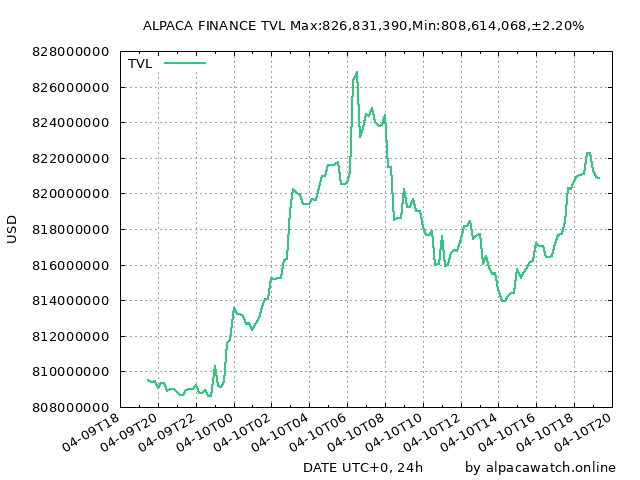 ALPACA FINANCE TVL Max:826,831,390,Min:808,614,068,±2.20%
828000000
TVL
826000000
824000000
822000000
820000000
818000000
USD
816000000
814000000
812000000
810000000
808000000
04-09T18
04-09T20
04-09T22
04-10T00
04-10T02
04-10T04
04-10T06
04-10T08
04-10T10
04-10T12
04-10T14
04-10T16
04-10T18
04-10T20
DATE UTC+0, 24h
by alpacawatch.online